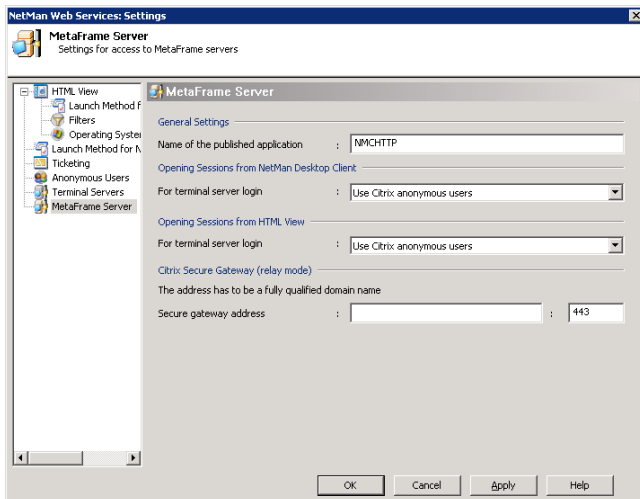 NetMan Web Services: Settings
MetaFrame Server
Settings for access to MetaFrame servers
HTML View
Launch Method f
Filters
Operating Syster
Launch Method for N
Ticketing
Anonymous Users
Terminal Servers
MetaFrame Server
MetaFrame Server
General Settings
Name of the published application : NMCHTTP
Opening Sessions from NetMan Desktop Client
For terminal server login : Use Citrix anonymous users
Opening Sessions from HTML View
For terminal server login : Use Citrix anonymous users
Citrix Secure Gateway (relay mode)
The address has to be a fully qualified domain name
Secure gateway address : : 443
OK Cancel Apply Help